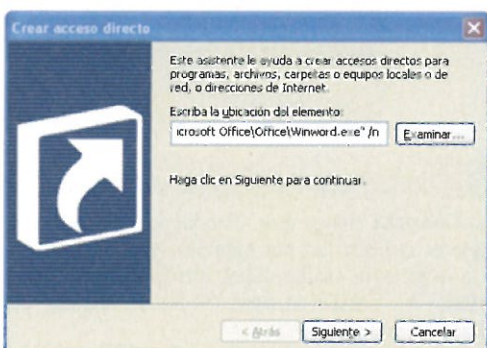 Crear acceso directo
Este asistente le ayuda a crear accesos directos para
programas, archivos, carpetas o equipos locales o de
red, o direcciones de Internet.
Escriba la ubicación del elemento:
icrosoft Office\Office\Winword.exe" /n
Examinar...
Haga clic en Siguiente para continuar.
< Atrás
Siguiente >
Cancelar